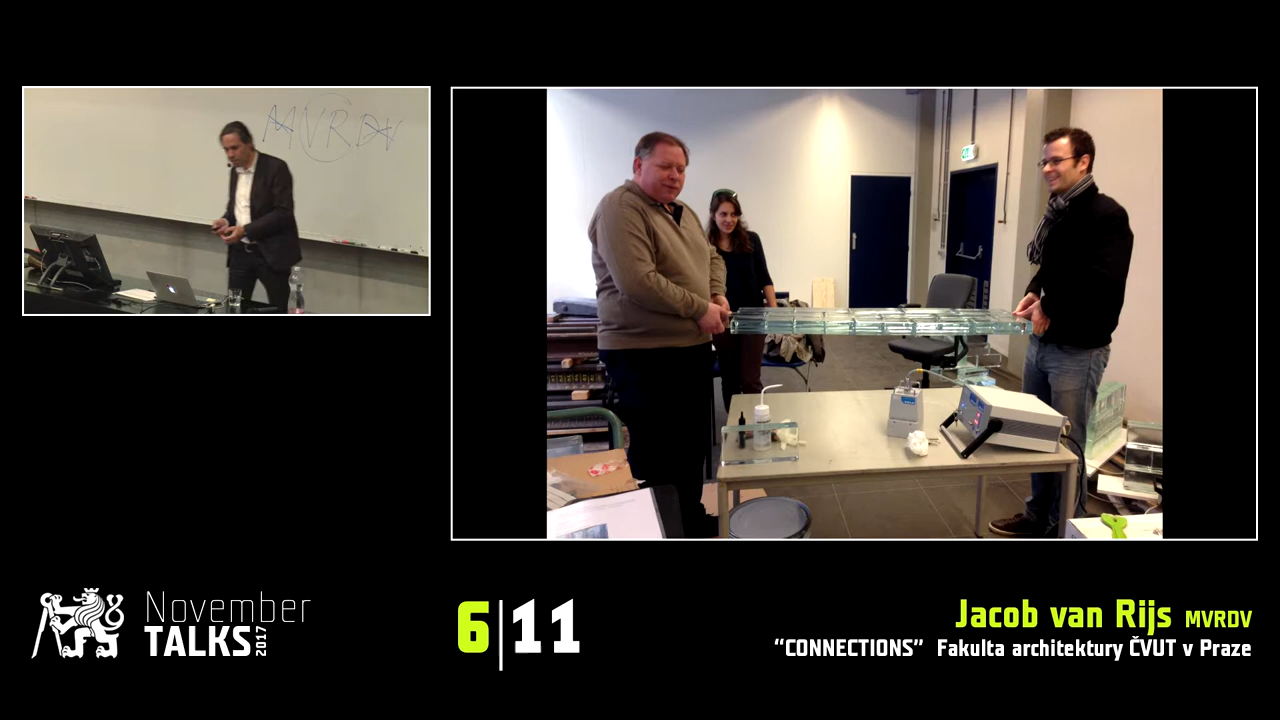 MVRDV
November
TALKS 2017
6|11
Jacob van Rijs MVRDV
“CONNECTIONS” Fakulta architektury ČVUT v Praze